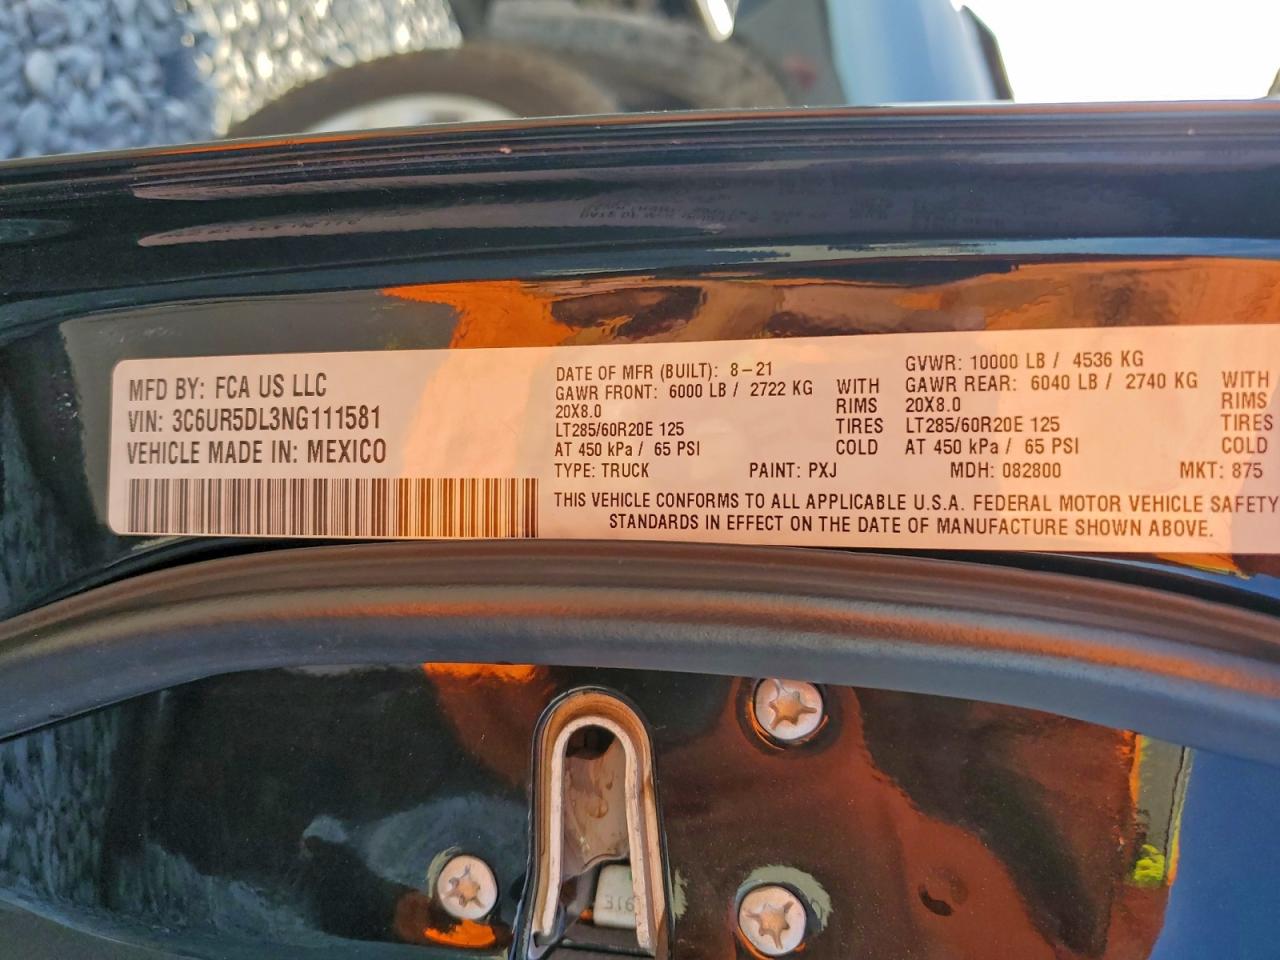 MFD BY: FCA US LLC
VIN: 3C6UR5DL3NG111581
VEHICLE MADE IN: MEXICO
DATE OF MFR (BUILT): 8-21
GAWR FRONT: 6000 LB / 2722 KG WITH
20X8.0 RIMS
LT285/60R20E 125 TIRES
AT 450 kPa / 65 PSI COLD
GVWR: 10000 LB / 4536 KG
GAWR REAR: 6040 LB / 2740 KG WITH
20X8.0 RIMS
LT285/60R20E 125 TIRES
AT 450 kPa / 65 PSI COLD
TYPE: TRUCK PAINT: PXJ MDH: 082800 MKT: 875
THIS VEHICLE CONFORMS TO ALL APPLICABLE U.S.A. FEDERAL MOTOR VEHICLE SAFETY
STANDARDS IN EFFECT ON THE DATE OF MANUFACTURE SHOWN ABOVE.